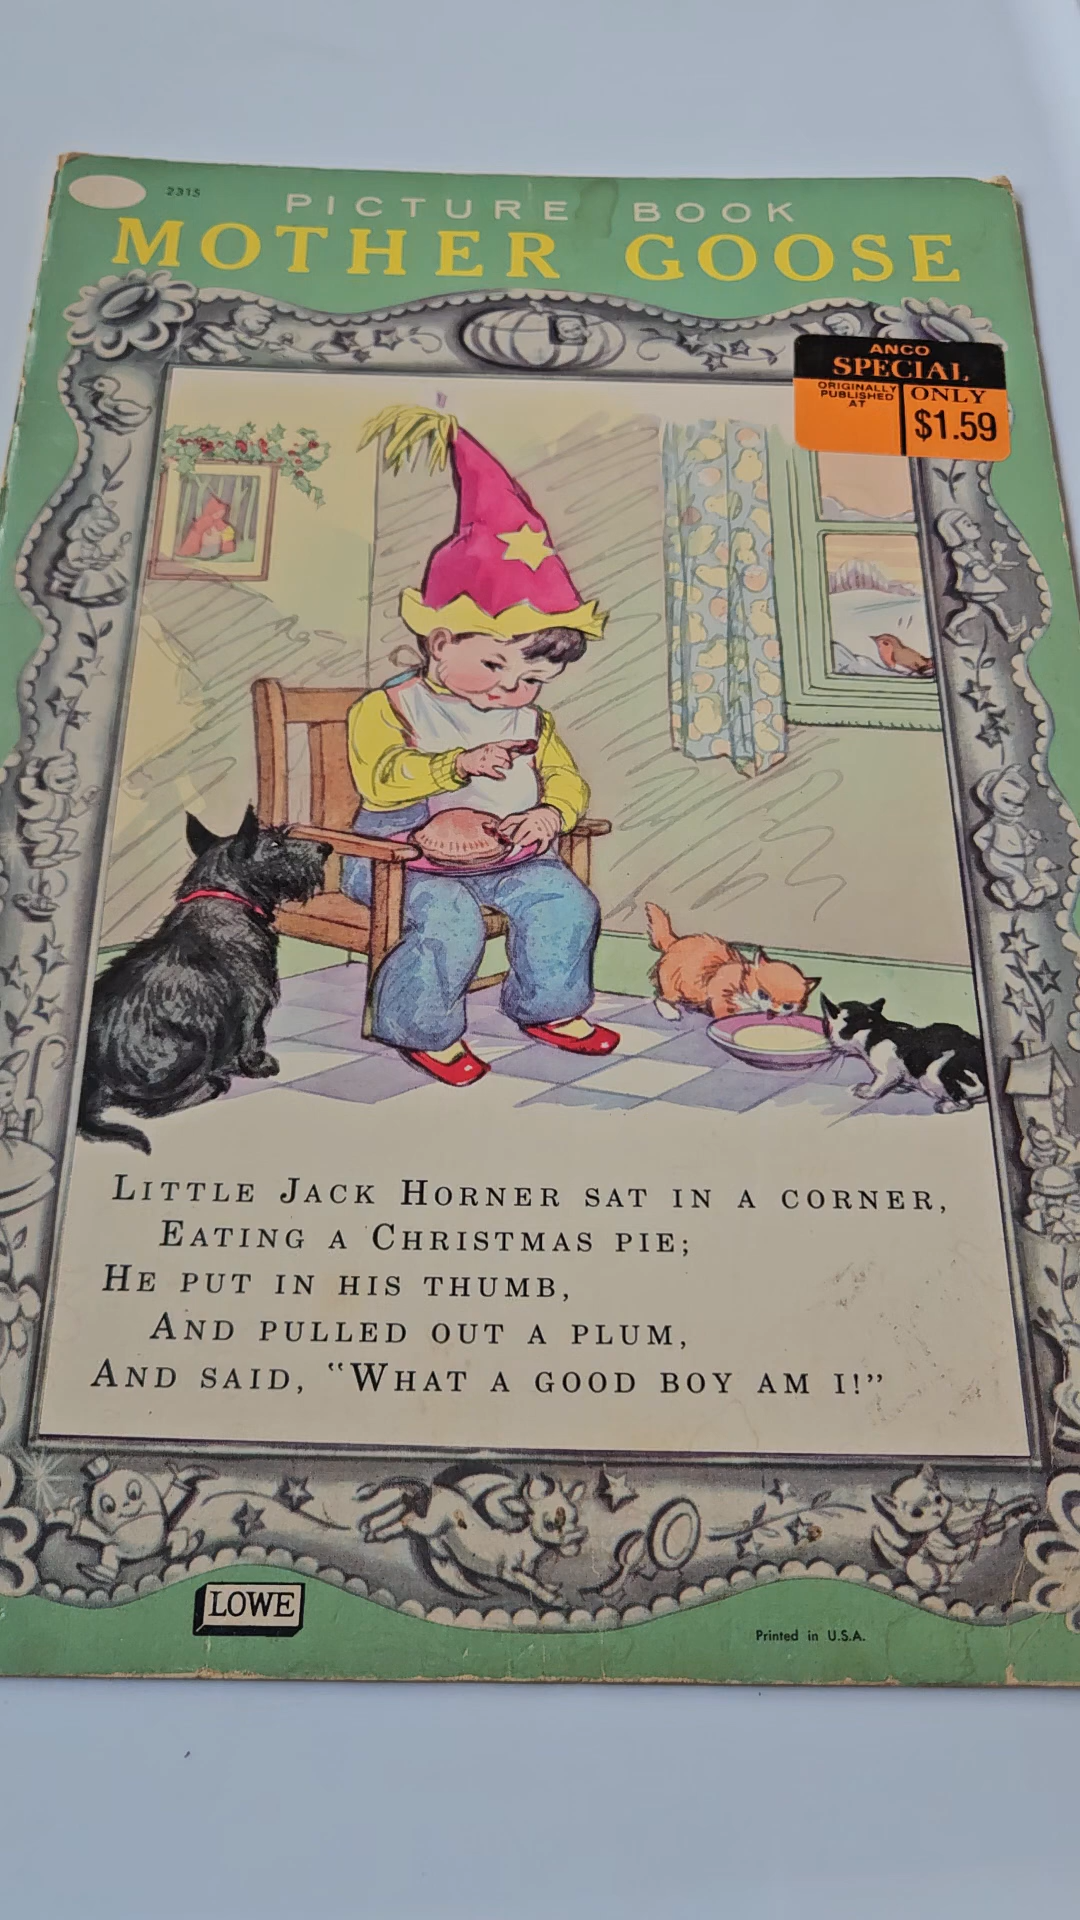 2315
PICTURE BOOK
MOTHER GOOSE
ANCO
SPECIAL
ORIGINALLY
PUBLISHED
AT
ONLY
$1.59
LITTLE JACK HORNER SAT IN A CORNER,
EATING A CHRISTMAS PIE;
HE PUT IN HIS THUMB,
AND PULLED OUT A PLUM,
AND SAID, “WHAT A GOOD BOY AM I!”
LOWE
Printed in U.S.A.